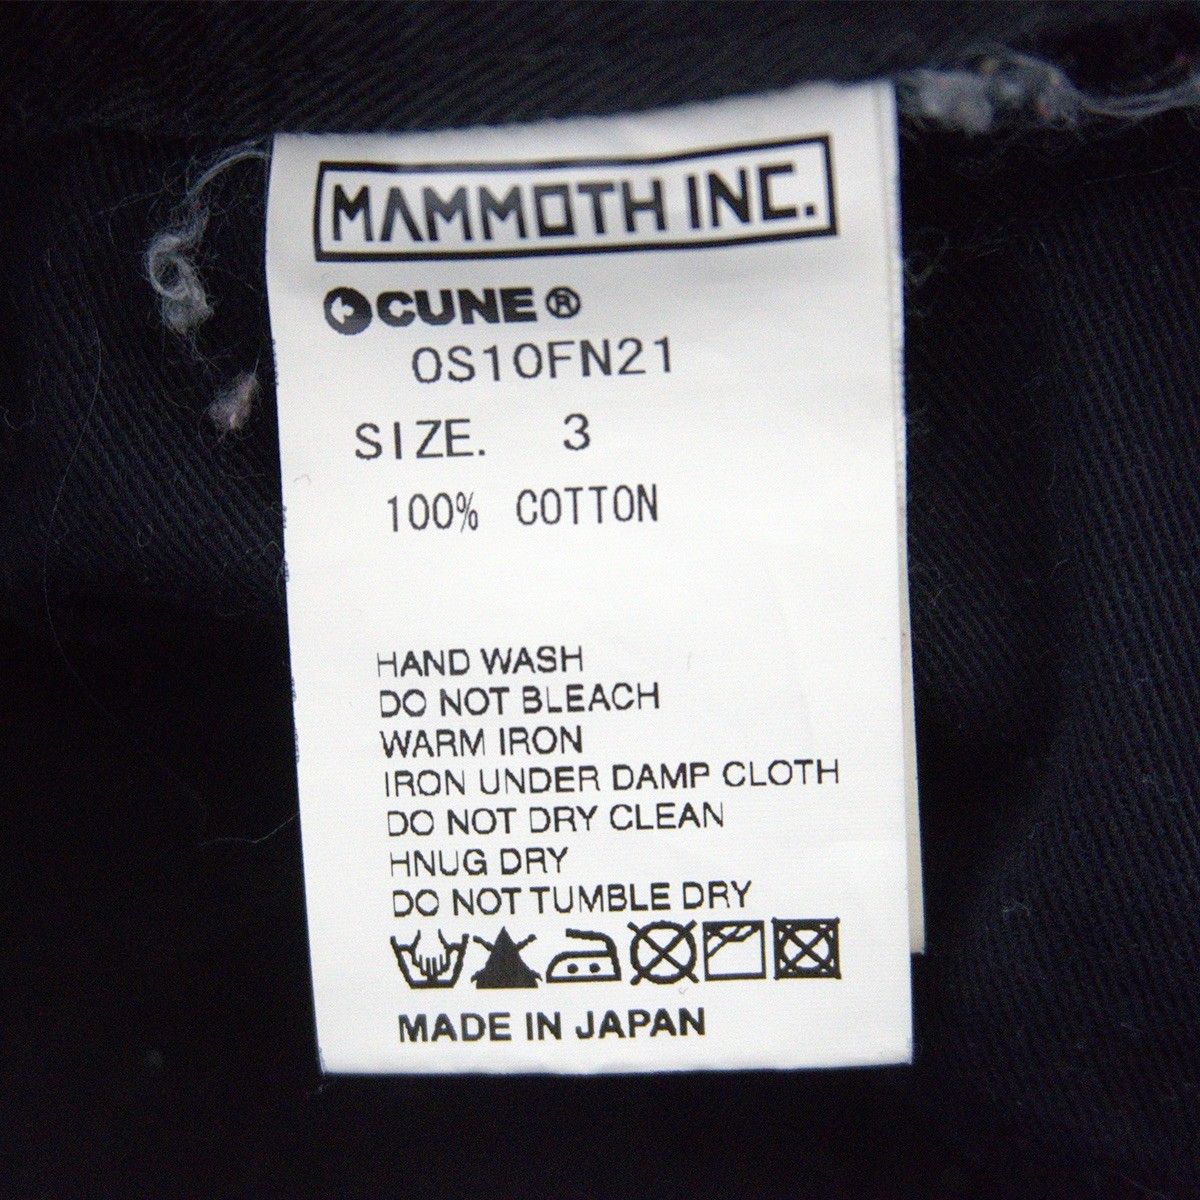 MAMMOTH INC.
CUNE®
OS10FN21
SIZE. 3
100% COTTON
HAND WASH
DO NOT BLEACH
WARM IRON
IRON UNDER DAMP CLOTH
DO NOT DRY CLEAN
HNUG DRY
DO NOT TUMBLE DRY
MADE IN JAPAN